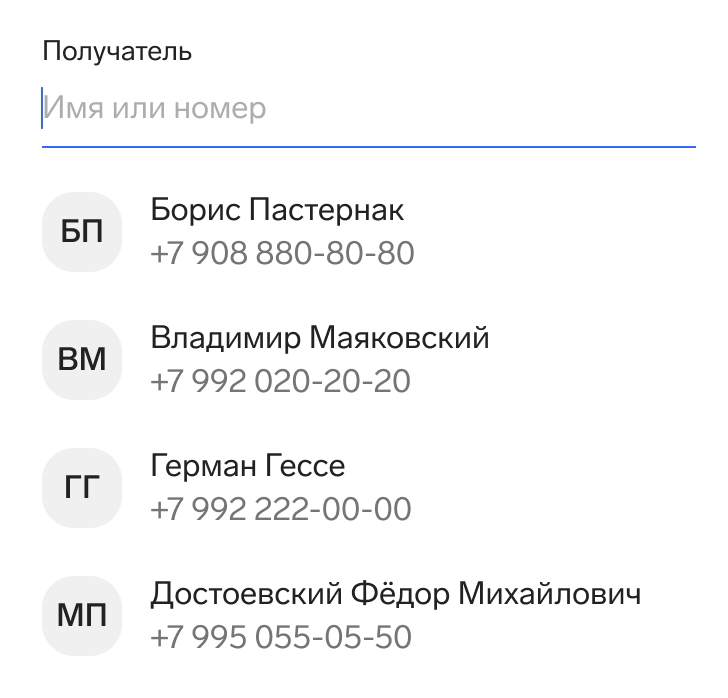 Получатель
Имя или номер
БП
Борис Пастернак
+7 908 880-80-80
ВМ
Владимир Маяковский
+7 992 020-20-20
ГГ
Герман Гессе
+7 992 222-00-00
МП
Достоевский Фёдор Михайлович
+7 995 055-05-50